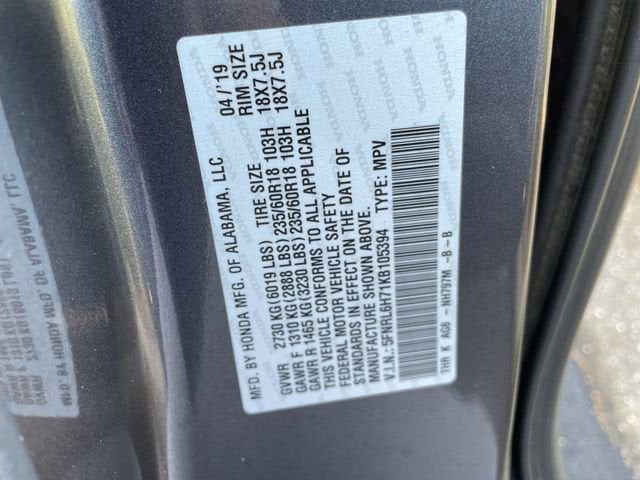 MFD. BY HONDA MFG. OF ALABAMA, LLC 04/'19
GVWR 2730 KG(6019 LBS) TIRE SIZE RIM SIZE
GAWR F 1310 KG(2888 LBS)235/60R18 103H 18X7.5J
GAWR R 1465 KG(3230 LBS)235/60R18 103H 18X7.5J
THIS VEHICLE CONFORMS TO ALL APPLICABLE
FEDERAL MOTOR VEHICLE SAFETY
STANDARDS IN EFFECT ON THE DATE OF
MANUFACTURE SHOWN ABOVE.
V.I.N.: 5FNRL6H71KB105394 TYPE: MPV
THR K AGB - NH797M -B-B
HONDA